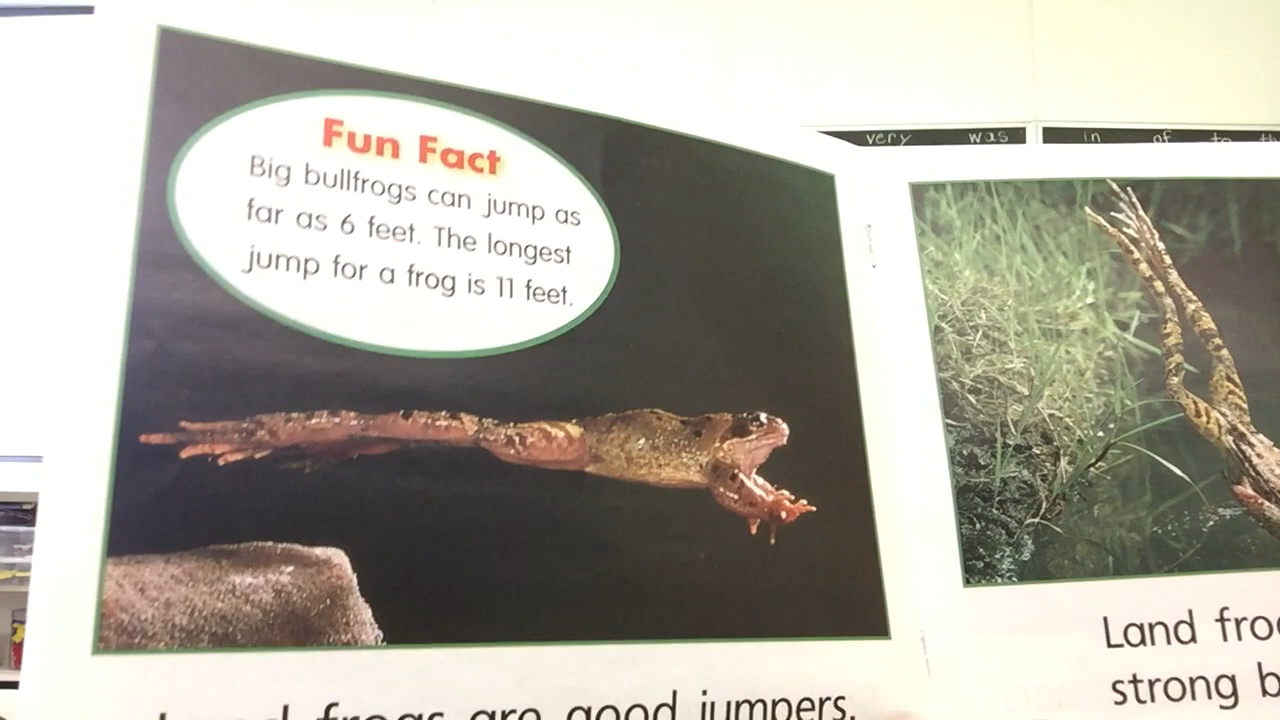 Fun Fact
Big bullfrogs can jump as
far as 6 feet. The longest
jump for a frog is 11 feet.
very was in of to
frogs are good jumpers.
Land
strong